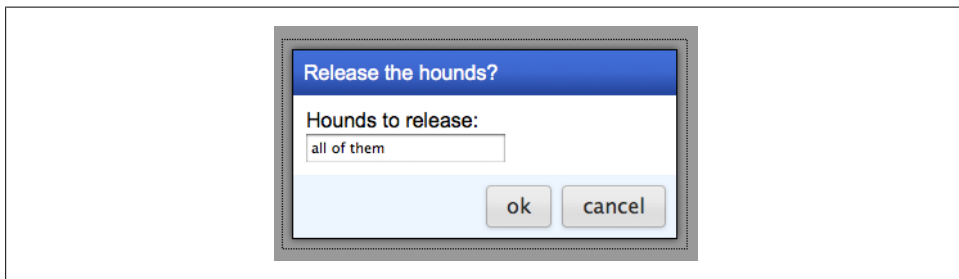 Release the hounds?
Hounds to release:
all of them
ok cancel